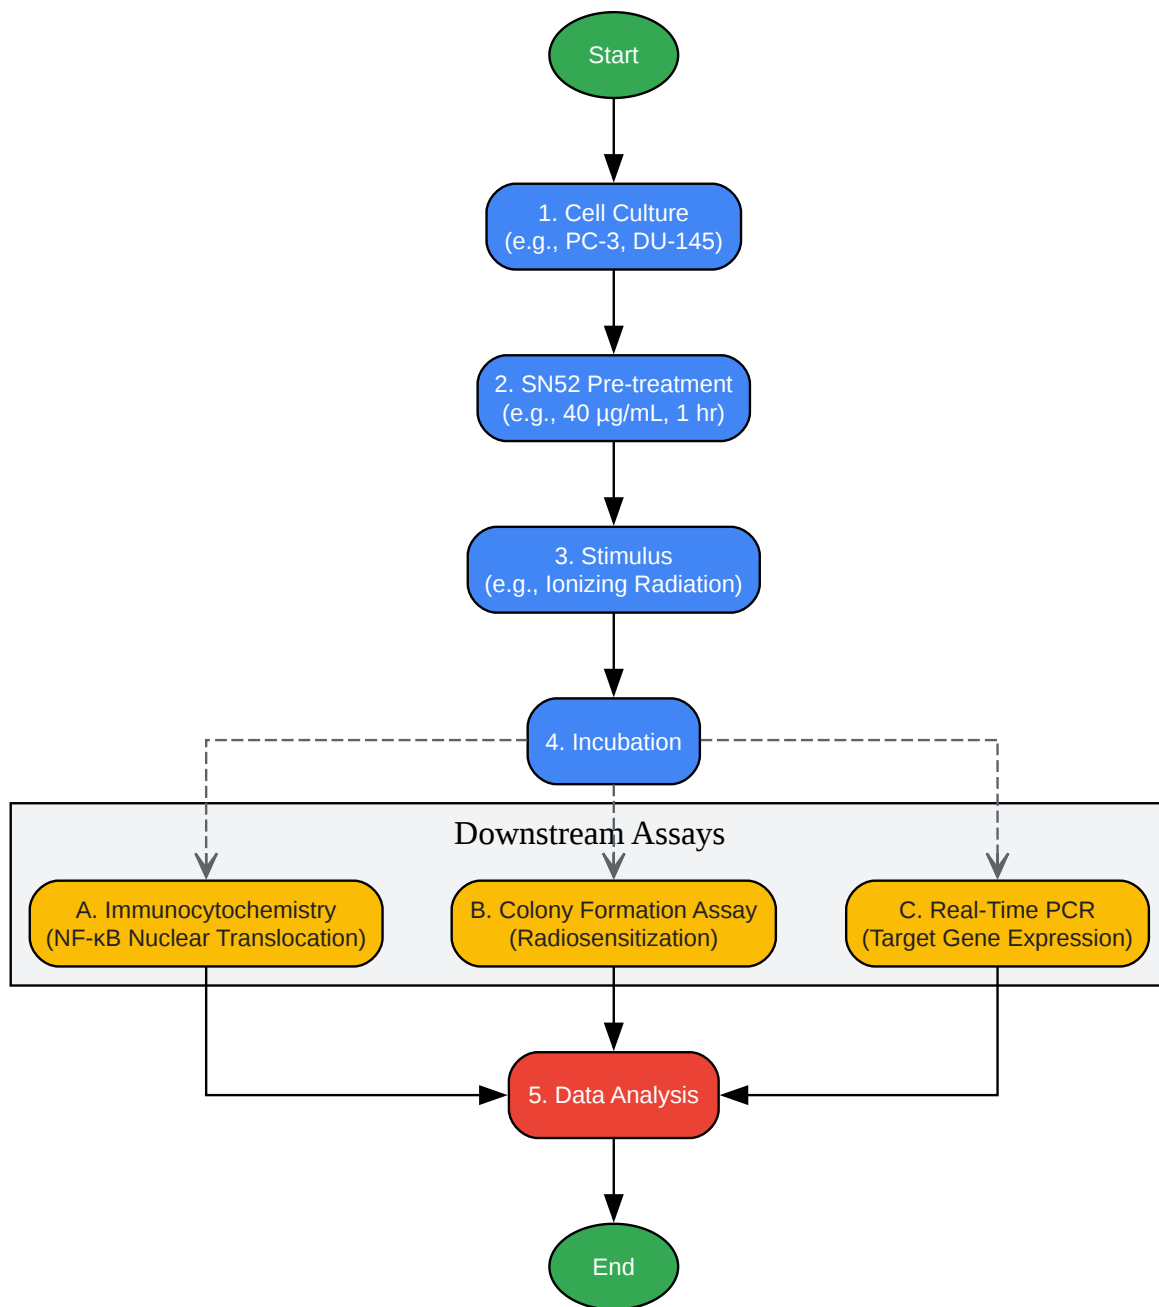 Start
1. Cell Culture
(e.g., PC-3, DU-145)
2. SN52 Pre-treatment
(e.g., 40 µg/mL, 1 hr)
3. Stimulus
(e.g., Ionizing Radiation)
4. Incubation
Downstream Assays
A. Immunocytochemistry
(NF-κB Nuclear Translocation)
B. Colony Formation Assay
(Radiosensitization)
C. Real-Time PCR
(Target Gene Expression)
5. Data Analysis
End